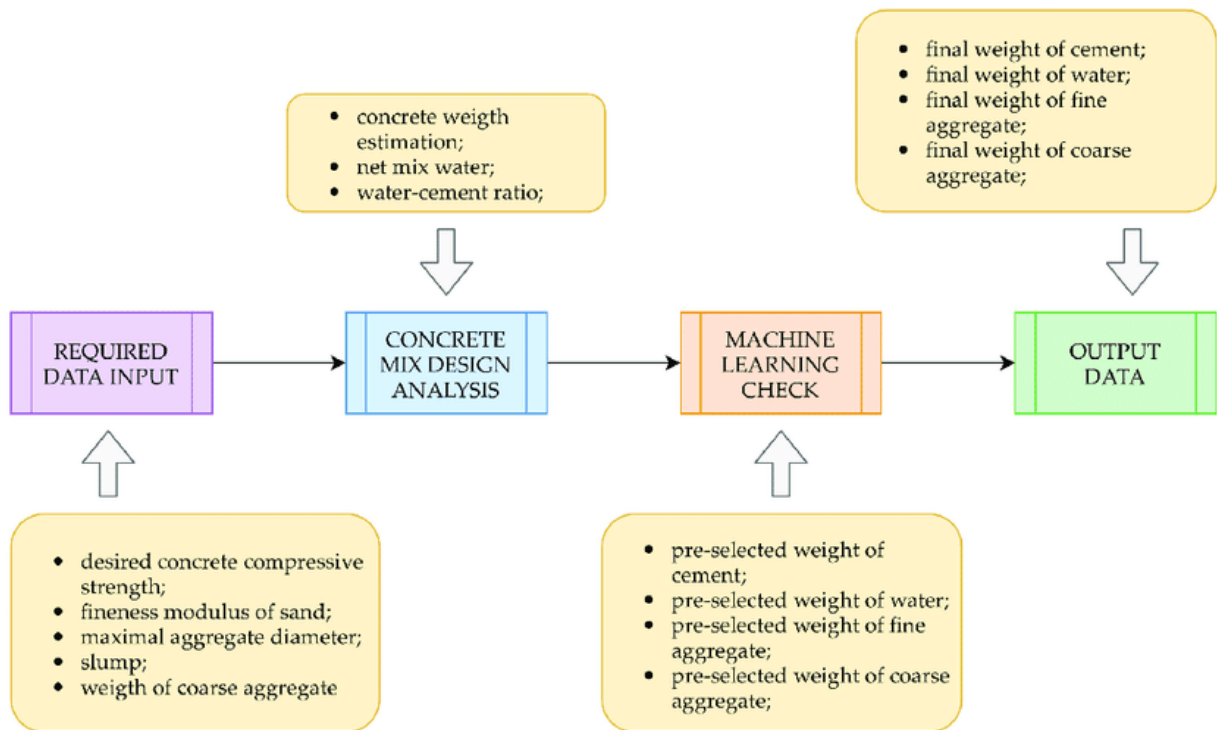 • final weight of cement;
• final weight of water;
• final weight of fine
aggregate;
• final weight of coarse
aggregate;
• concrete weigth
estimation;
• net mix water;
• water-cement ratio;
REQUIRED
DATA INPUT
CONCRETE
MIX DESIGN
ANALYSIS
MACHINE
LEARNING
CHECK
OUTPUT
DATA
• desired concrete compressive
strength;
• fineness modulus of sand;
• maximal aggregate diameter;
• slump;
• weigth of coarse aggregate
• pre-selected weight of
cement;
• pre-selected weight of water;
• pre-selected weight of fine
aggregate;
• pre-selected weight of coarse
aggregate;